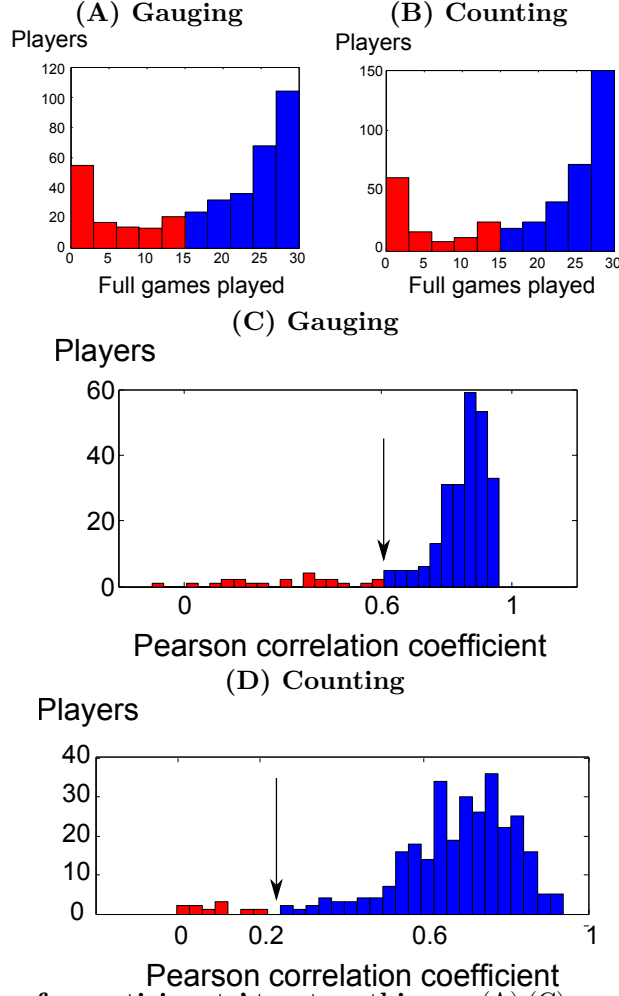 (A) Gauging
(B) Counting
Players
Players
120
100
80
60
40
20
0
0 5 10 15 20 25 30
Full games played
150
100
50
0
0 5 10 15 20 25 30
Full games played
(C) Gauging
Players
60
40
20
0
0 0.6 1
Pearson correlation coefficient
(D) Counting
Players
40
30
20
10
0
0 0.2 0.6 1
Pearson correlation coefficient
(A) (C)